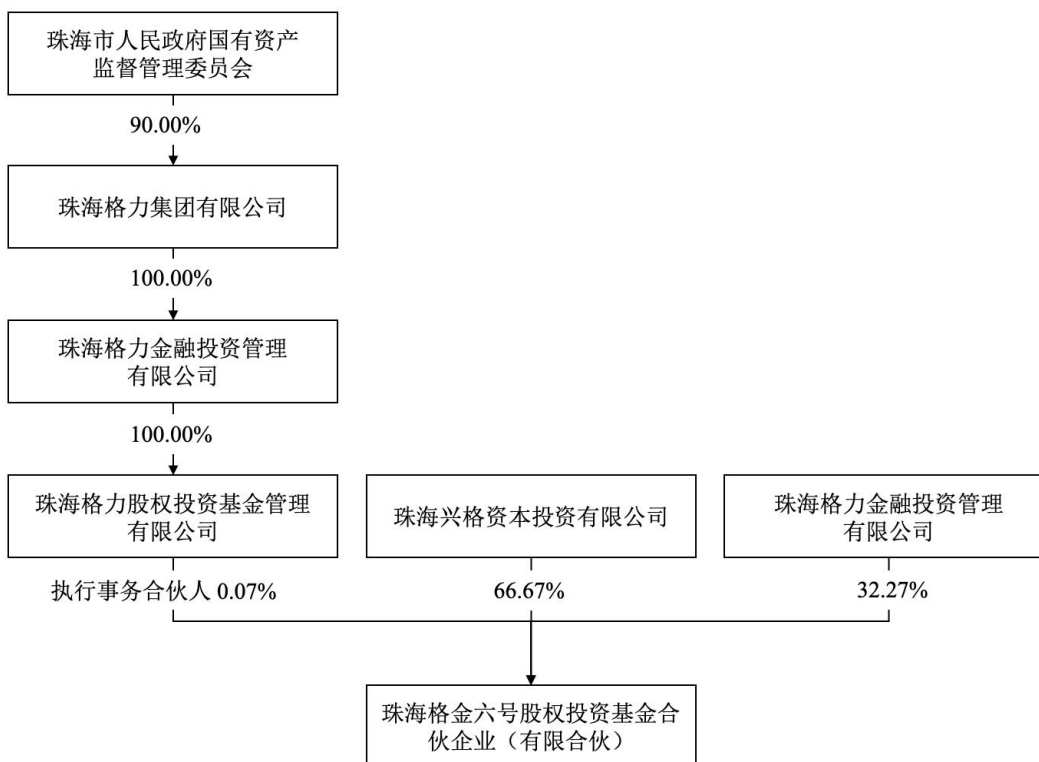 珠海市人民政府国有资产
监督管理委员会
90.00%
珠海格力集团有限公司
100.00%
珠海格力金融投资管理
有限公司
100.00%
珠海格力股权投资基金管理
有限公司
珠海兴格资本投资有限公司
珠海格力金融投资管理
有限公司
执行事务合伙人 0.07%
66.67%
32.27%
珠海格金六号股权投资基金合
伙企业（有限合伙）